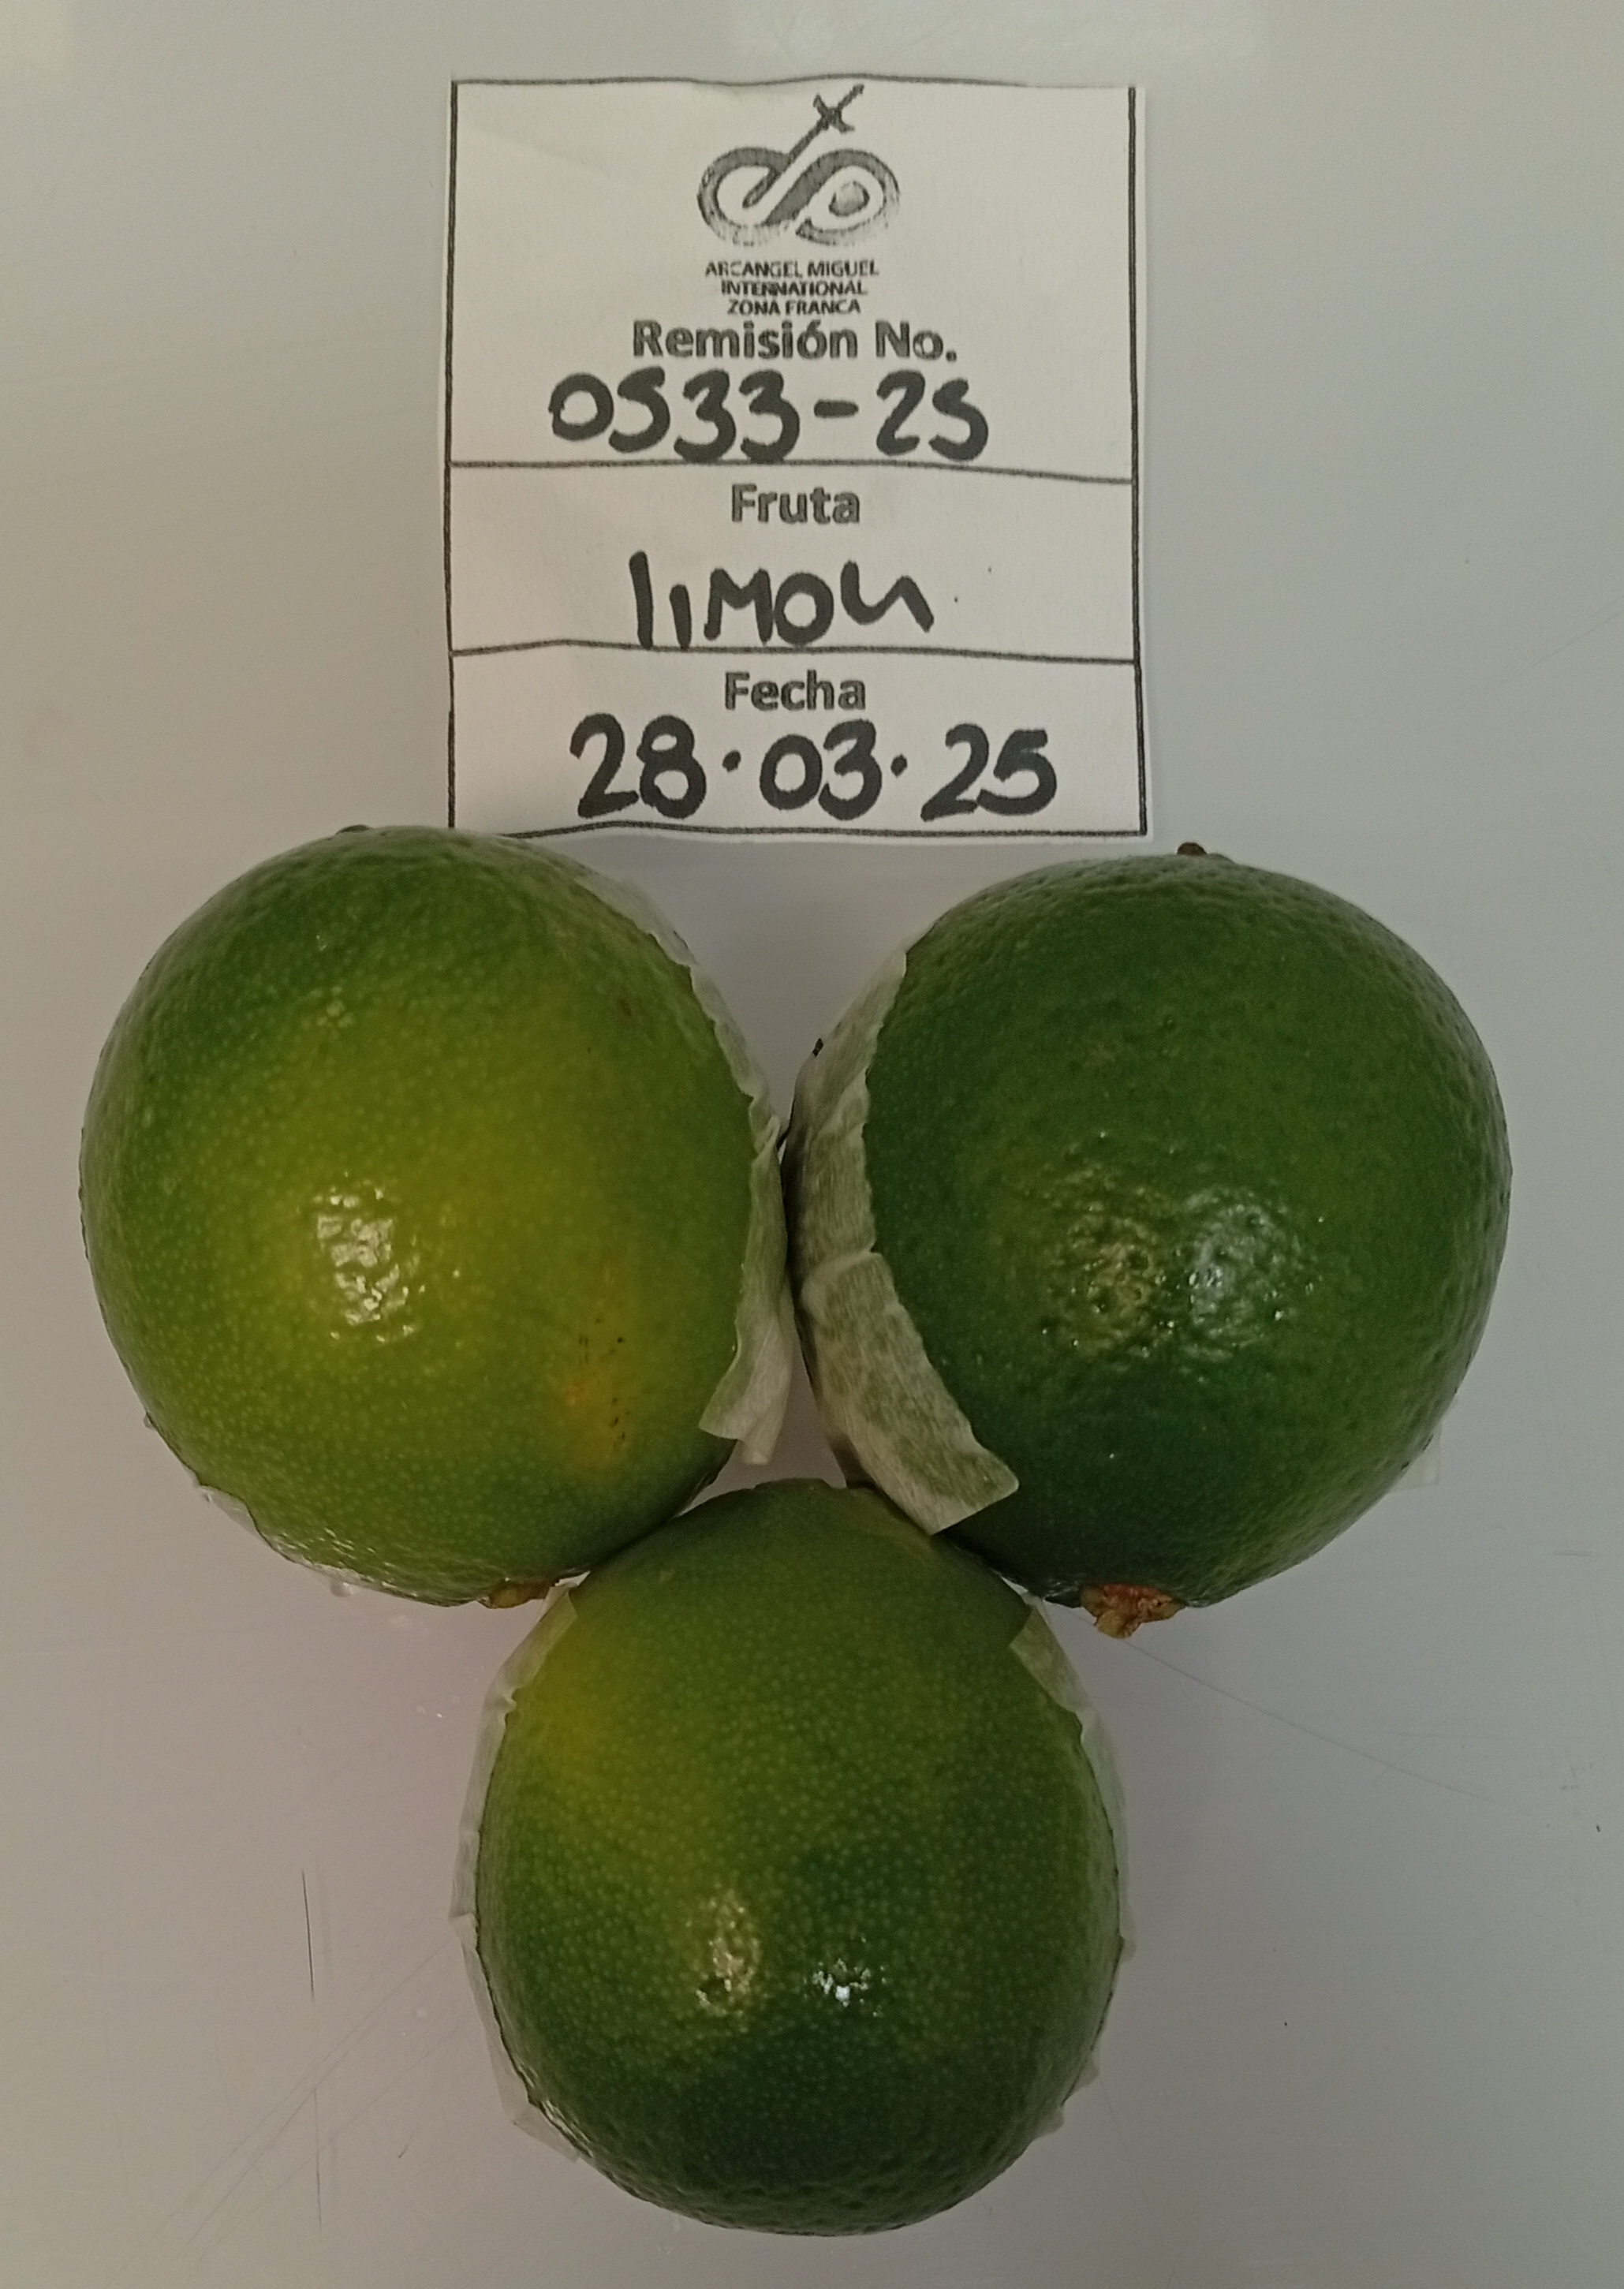 ARCANGEL MIGUEL
INTERNATIONAL
ZONA FRANCA
Remisión No.
0533-25
Fruta
limon
Fecha
28·03·25